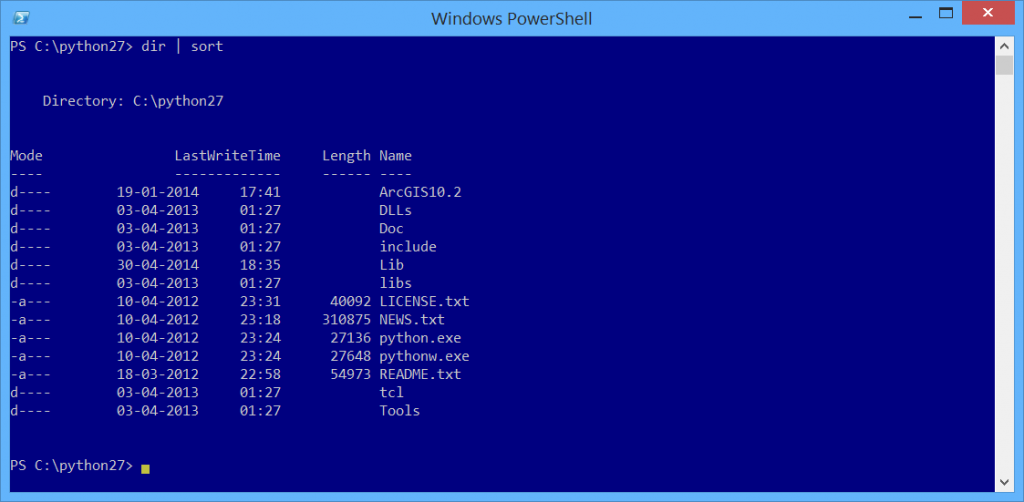 Windows PowerShell
PS C:\python27> dir | sort
Directory: C:\python27
Mode LastWriteTime Length Name
---- ------------- ------ ----
d---- 19-01-2014 17:41 ArcGIS10.2
d---- 03-04-2013 01:27 DLLs
d---- 03-04-2013 01:27 Doc
d---- 03-04-2013 01:27 include
d---- 30-04-2014 18:35 Lib
d---- 03-04-2013 01:27 libs
-a--- 10-04-2012 23:31 40092 LICENSE.txt
-a--- 10-04-2012 23:18 310875 NEWS.txt
-a--- 10-04-2012 23:24 27136 python.exe
-a--- 10-04-2012 23:24 27648 pythonw.exe
-a--- 18-03-2012 22:58 54973 README.txt
d---- 03-04-2013 01:27 tcl
d---- 03-04-2013 01:27 Tools
PS C:\python27>